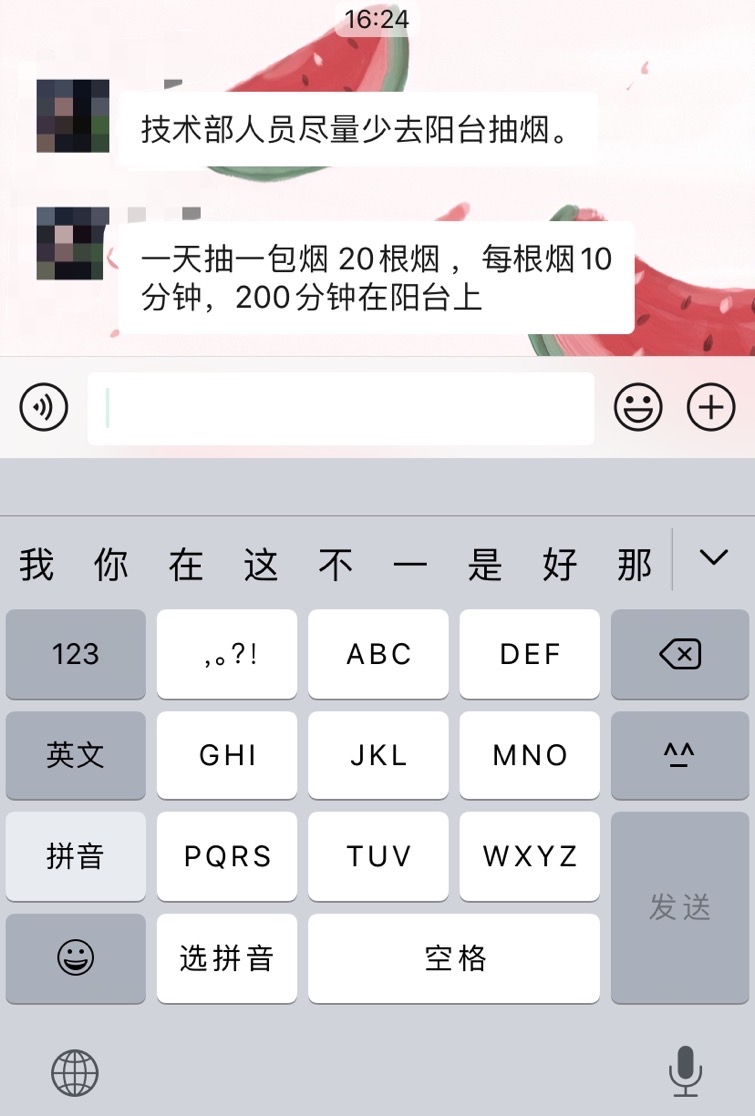 16:24
技术部人员尽量少去阳台抽烟。
一天抽一包烟 20根烟 ，每根烟10
分钟，200分钟在阳台上
我 你 在 这 不 一 是 好 那
123 ,。?! ABC DEF
英文 GHI JKL MNO ^^
拼音 PQRS TUV WXYZ
发送
选拼音 空格